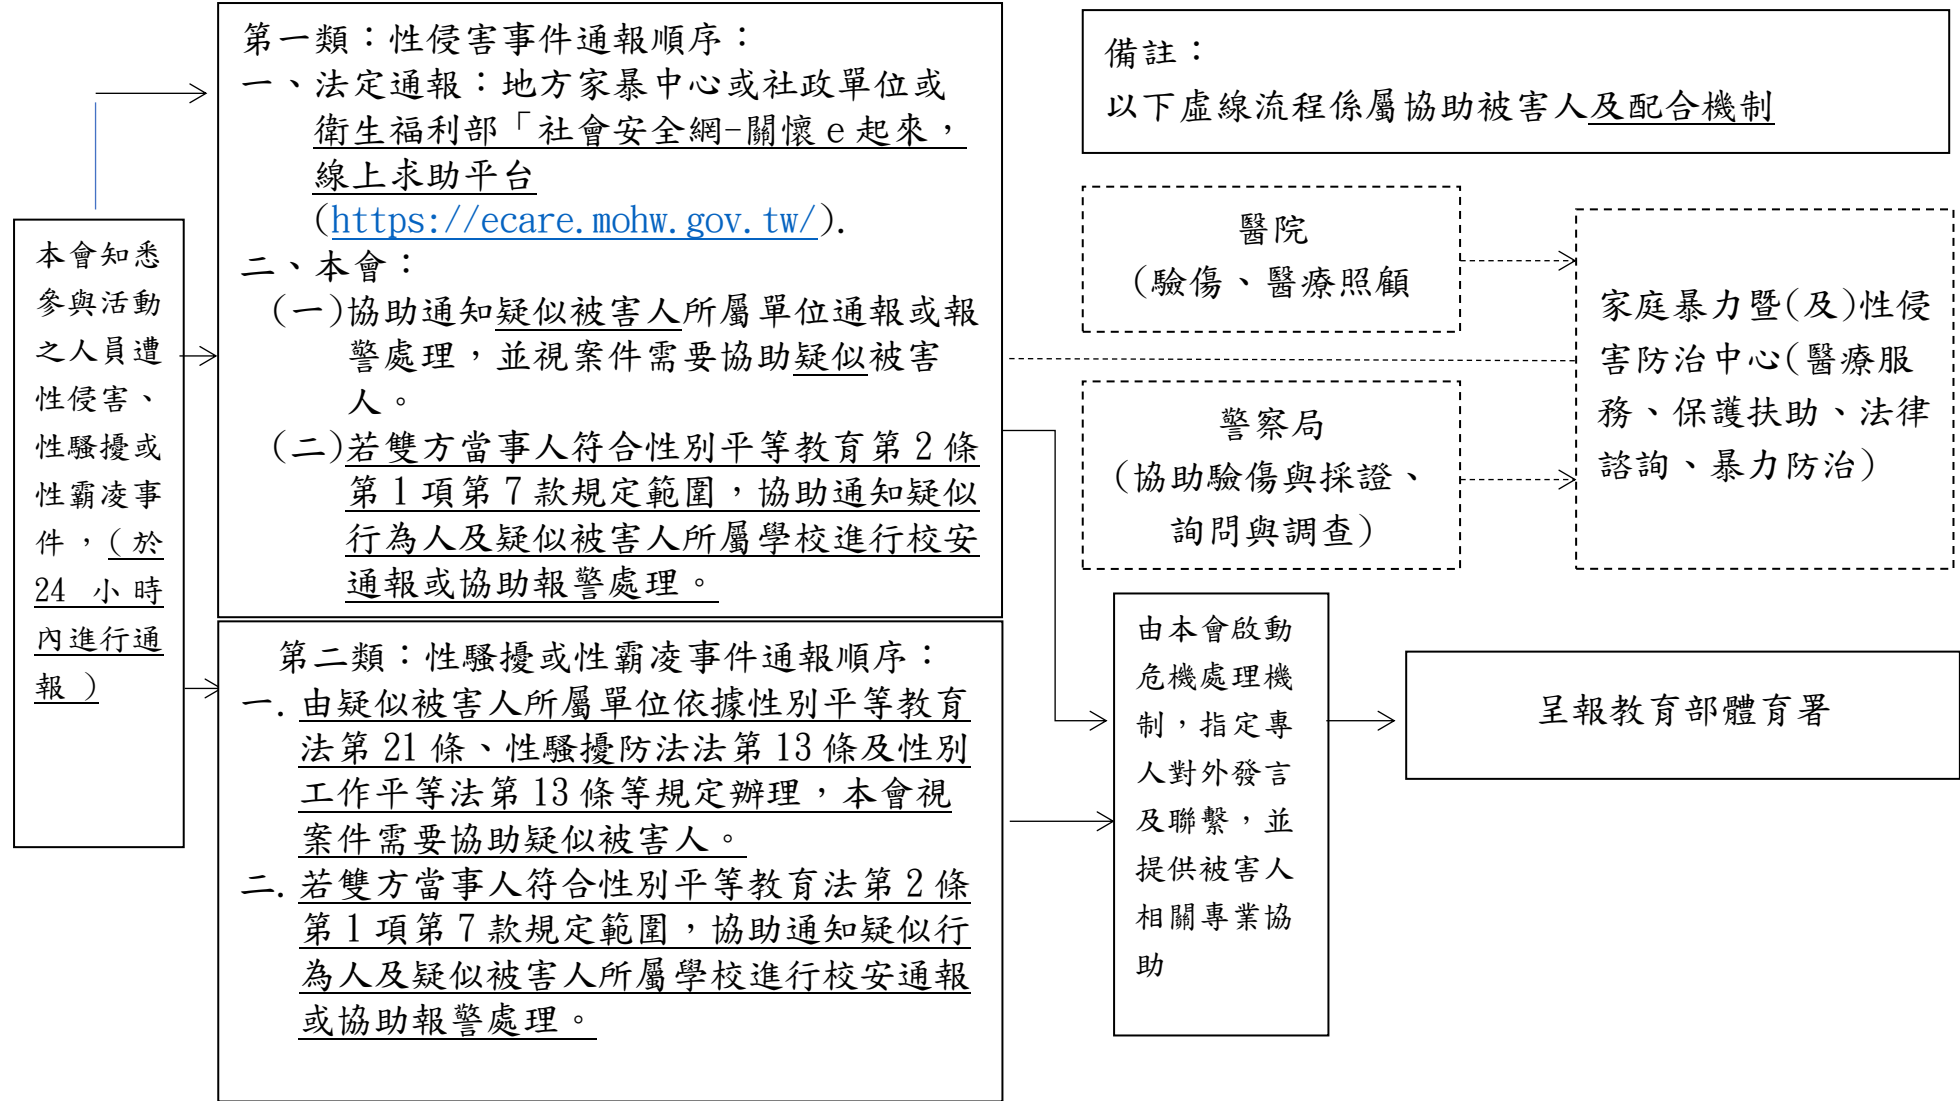 本會知悉
參與活動
之人員遭
性侵害、
性騷擾或
性霸凌事
件，(於
24 小時
內進行通
報 )
第一類：性侵害事件通報順序：
一、法定通報：地方家暴中心或社政單位或
衛生福利部「社會安全網-關懷 e 起來，
線上求助平台
(https://ecare.mohw.gov.tw/).
二、本會：
(一)協助通知疑似被害人所屬單位通報或報
警處理，並視案件需要協助疑似被害
人。
(二)若雙方當事人符合性別平等教育第 2 條
第 1 項第 7 款規定範圍，協助通知疑似
行為人及疑似被害人所屬學校進行校安
通報或協助報警處理。
第二類：性騷擾或性霸凌事件通報順序：
一. 由疑似被害人所屬單位依據性別平等教育
法第 21 條、性騷擾防法法第 13 條及性別
工作平等法第 13 條等規定辦理，本會視
案件需要協助疑似被害人。
二. 若雙方當事人符合性別平等教育法第 2 條
第 1 項第 7 款規定範圍，協助通知疑似行
為人及疑似被害人所屬學校進行校安通報
或協助報警處理。
備註：
以下虛線流程係屬協助被害人及配合機制
醫院
(驗傷、醫療照顧
警察局
(協助驗傷與採證、
詢問與調查)
家庭暴力暨(及)性侵
害防治中心(醫療服
務、保護扶助、法律
諮詢、暴力防治)
由本會啟動
危機處理機
制，指定專
人對外發言
及聯繫，並
提供被害人
相關專業協
助
呈報教育部體育署